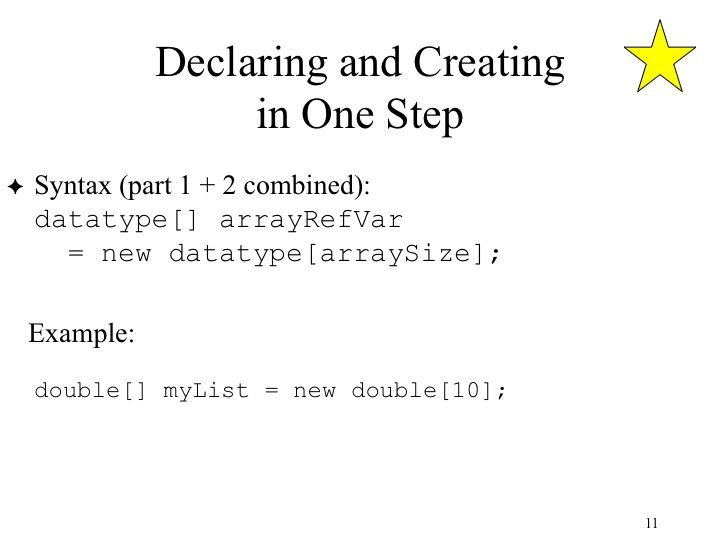 Declaring and Creating
in One Step
Syntax (part 1 + 2 combined):
datatype[] arrayRefVar
= new datatype[arraySize];
Example:
double[] myList = new double[10];
11